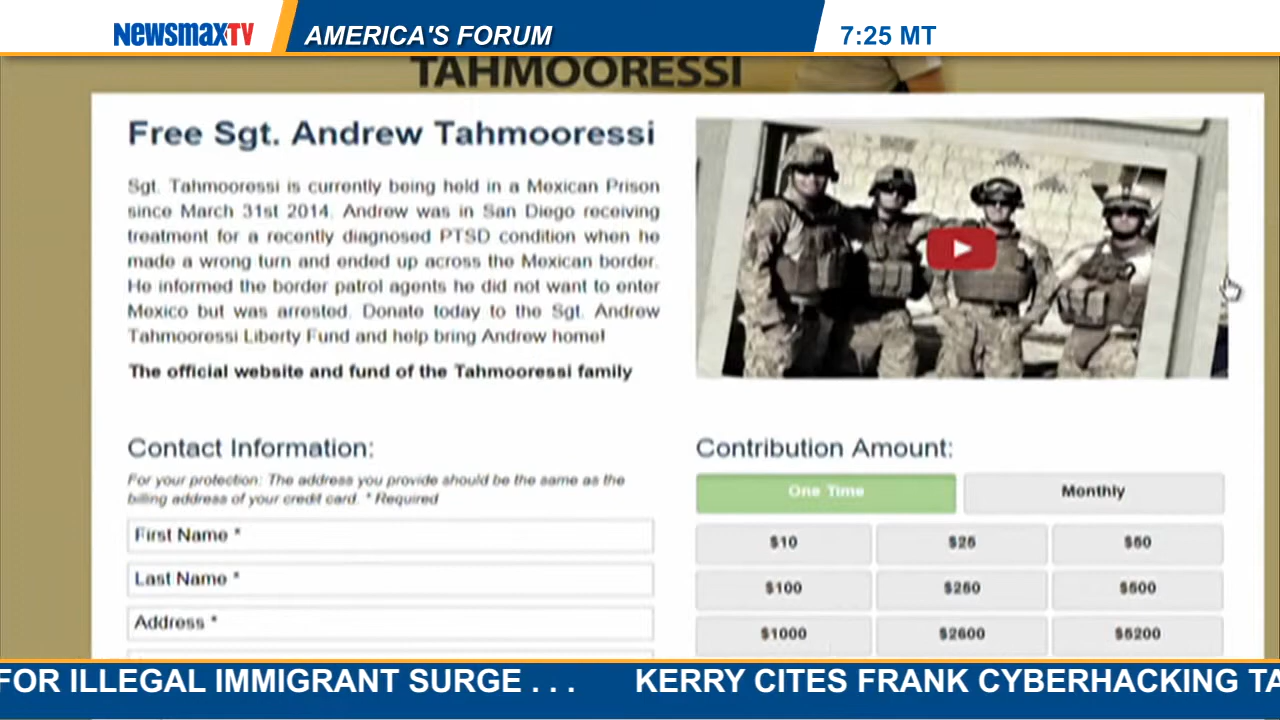 NEWSMAXTV
AMERICA'S FORUM
7:25 MT
TAHMOORESSI
Free Sgt. Andrew Tahmooressi
Sgt. Tahmooressi is currently being held in a Mexican Prison
since March 31st 2014. Andrew was in San Diego receiving
treatment for a recently diagnosed PTSD condition when he
made a wrong turn and ended up across the Mexican border.
He informed the border patrol agents he did not want to enter
Mexico but was arrested. Donate today to the Sgt. Andrew
Tahmooressi Liberty Fund and help bring Andrew home!
The official website and fund of the Tahmooressi family
Contact Information:
For your protection: The address you provide should be the same as the
billing address of your credit card. * Required
First Name *
Last Name *
Address *
Contribution Amount:
One Time
Monthly
$10
$25
$50
$100
$250
$500
$1000
$2600
$5200
FOR ILLEGAL IMMIGRANT SURGE . . .
KERRY CITES FRANK CYBERHACKING TA